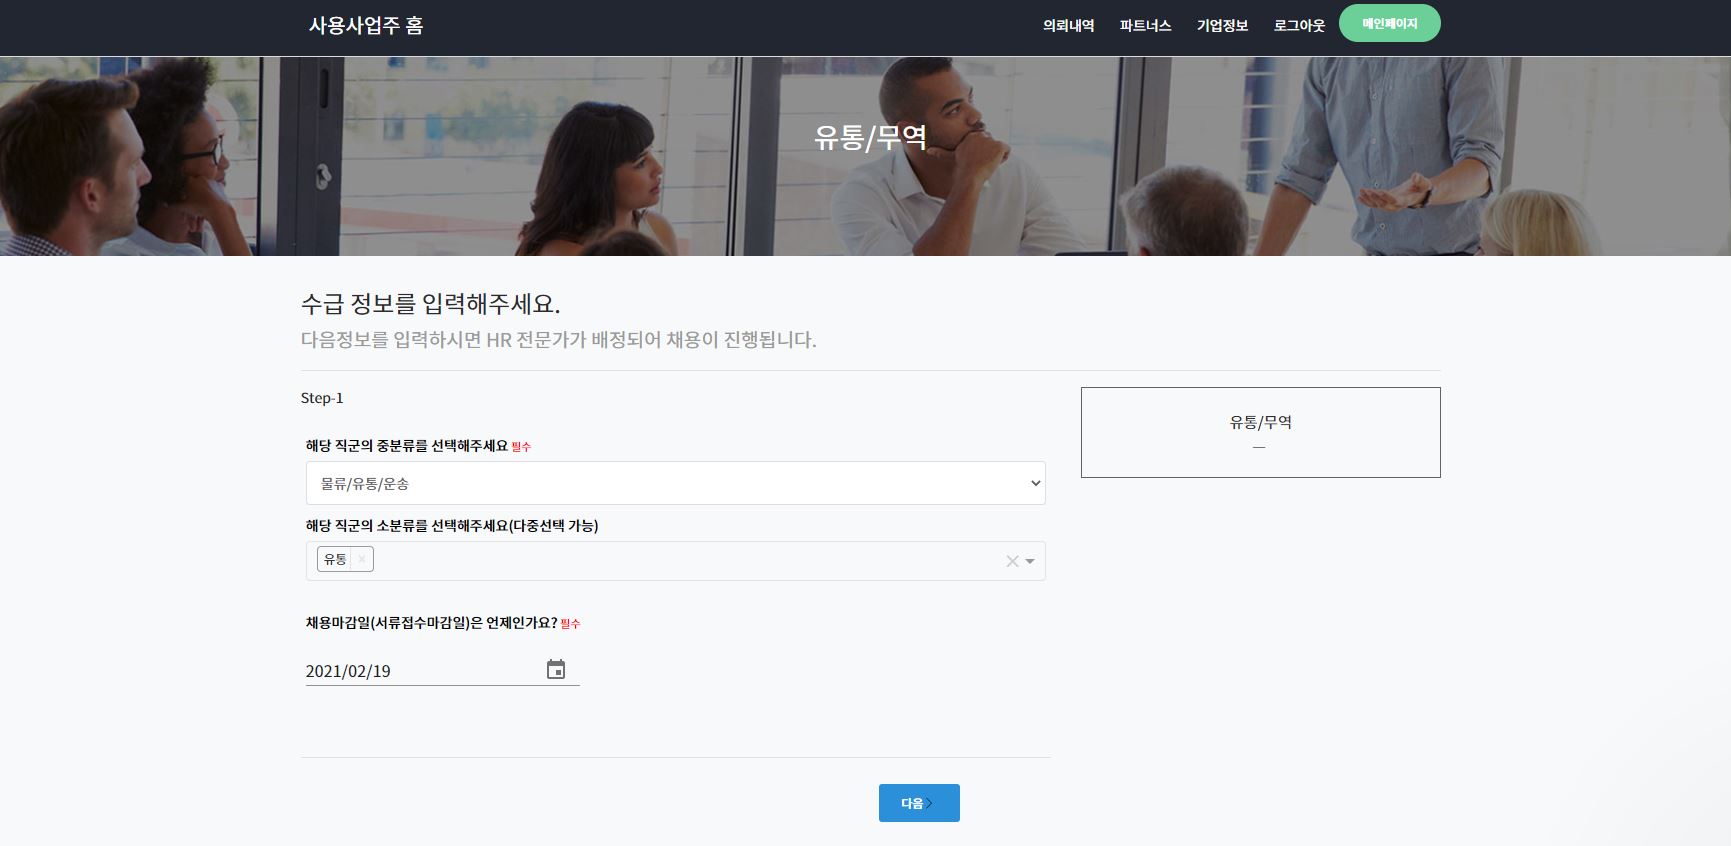 사용사업주 홈
의뢰내역 파트너스 기업정보 로그아웃 메인페이지
유통/무역
수급 정보를 입력해주세요.
다음정보를 입력하시면 HR 전문가가 배정되어 채용이 진행됩니다.
Step-1
해당 직군의 중분류를 선택해주세요 필수
물류/유통/운송
해당 직군의 소분류를 선택해주세요(다중선택 가능)
유통 ×
채용마감일(서류접수마감일)은 언제인가요? 필수
2021/02/19
유통/무역
—
다음